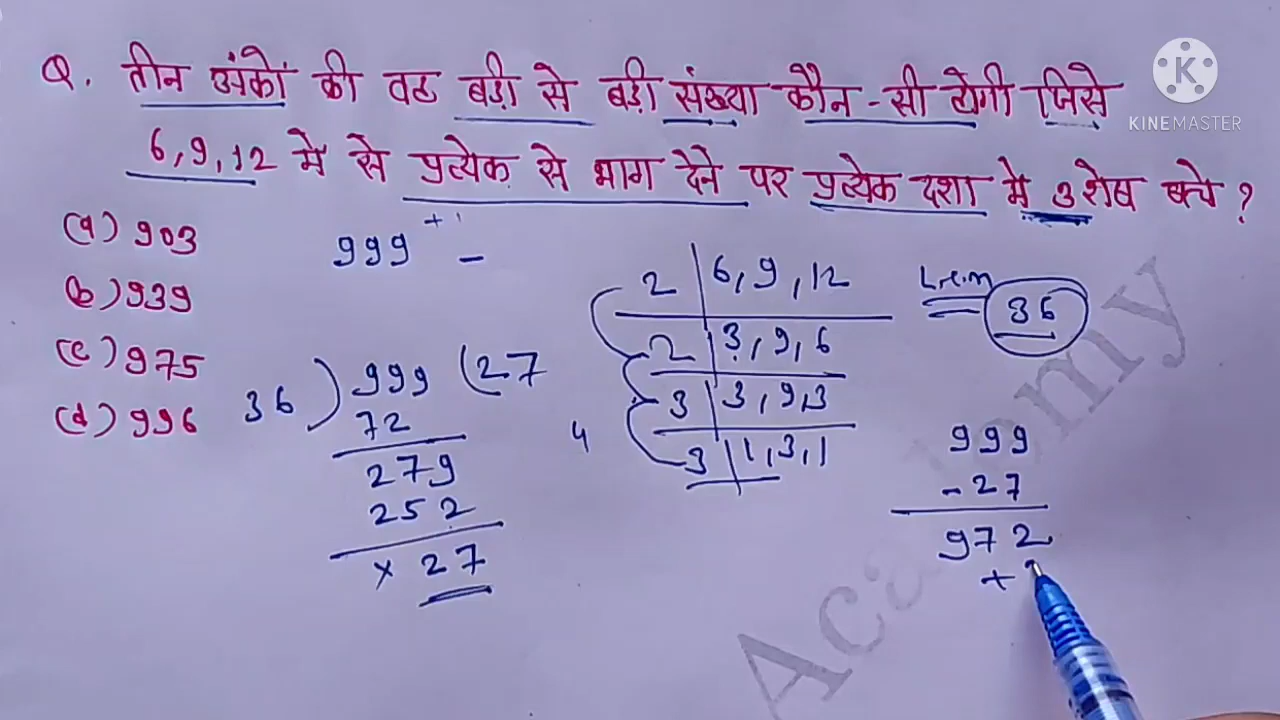 Q. तीन अंकों की वह बड़ी से बड़ी संख्या कौन-सी होगी जिसे
6, 9, 12 में से प्रत्येक से भाग देने पर प्रत्येक दशा में 3 शेष बचे ?
(a) 903
(b) 939
(c) 975
(d) 996
999 + -
2 | 6, 9, 12
2 | 3, 9, 6
3 | 3, 9, 3
3 | 1, 3, 1
L.c.m
36
36 ) 999 ( 27
72
279
252
× 27
4
999
- 27
972
+
KINEMASTER
Academy